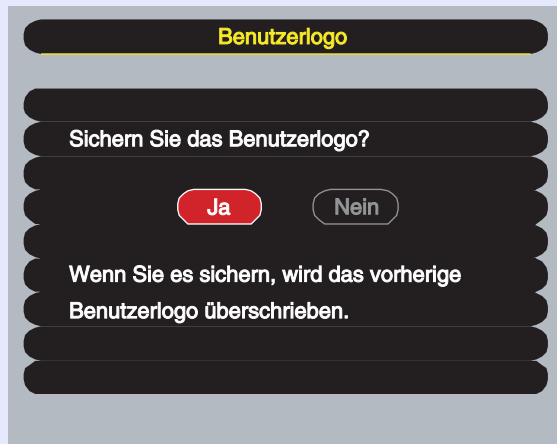 Benutzerlogo
Sichern Sie das Benutzerlogo?
Ja Nein
Wenn Sie es sichern, wird das vorherige
Benutzerlogo überschrieben.